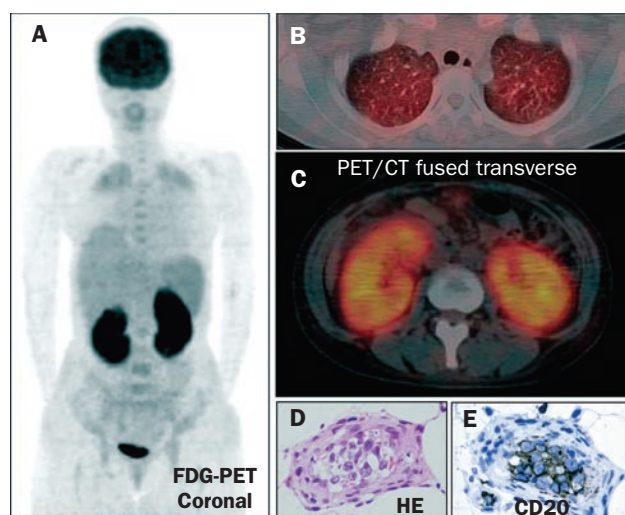 A
FDG-PET
Coronal
B
C
PET/CT fused transverse
D
HE
E
CD20